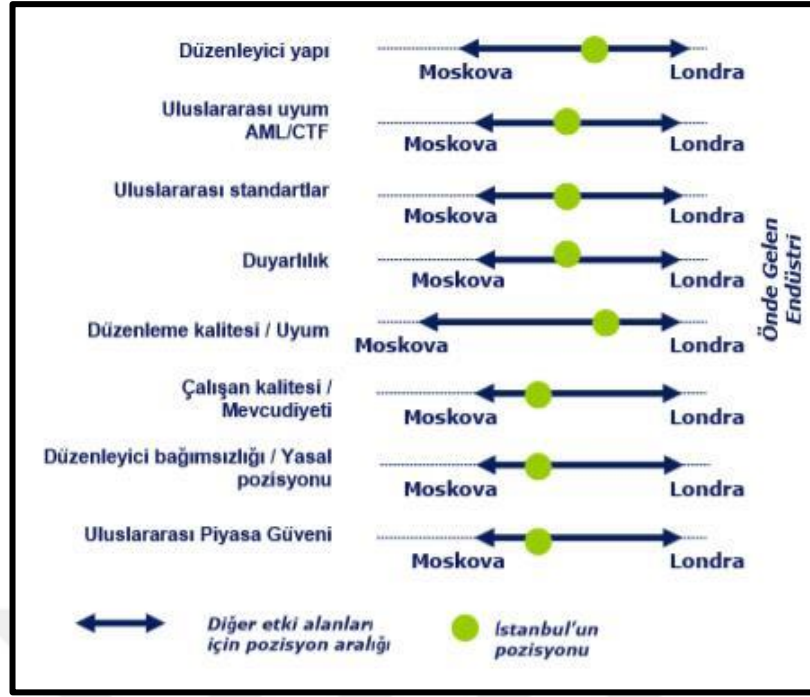 Düzenleyici yapı
Moskova Londra
Uluslararası uyum
AML/CTF
Moskova Londra
Uluslararası standartlar
Moskova Londra
Duyarlılık
Moskova Londra
Düzenleme kalitesi / Uyum
Moskova Londra
Çalışan kalitesi /
Mevcudiyeti
Moskova Londra
Düzenleyici bağımsızlığı / Yasal
pozisyonu
Moskova Londra
Uluslararası Piyasa Güveni
Moskova Londra
Önde Gelen
Endüstri
Diğer etki alanları
için pozisyon aralığı
İstanbul'un
pozisyonu